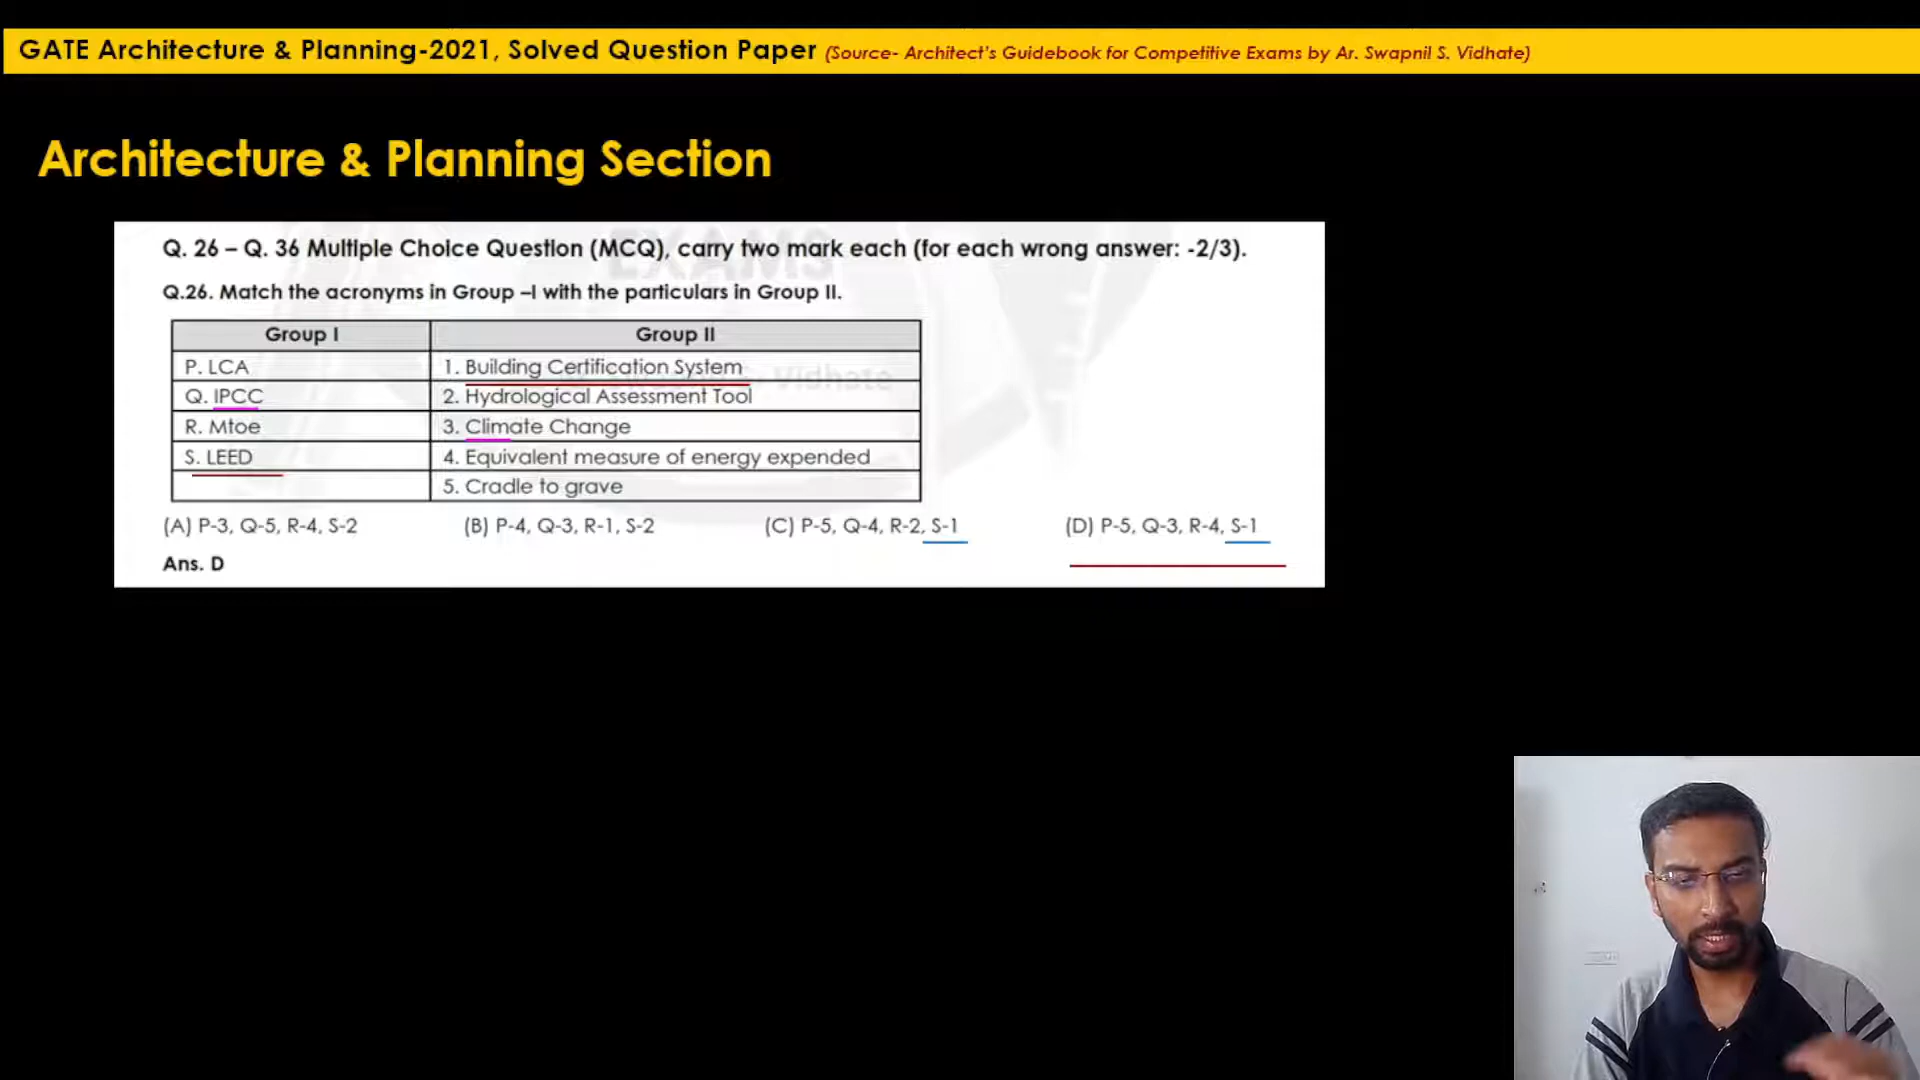 GATE Architecture & Planning-2021, Solved Question Paper (Source- Architect's Guidebook for Competitive Exams by Ar. Swapnil S. Vidhate)
Architecture & Planning Section
EXAMS
Q. 26 – Q. 36 Multiple Choice Question (MCQ), carry two mark each (for each wrong answer: -2/3).
Q.26. Match the acronyms in Group –I with the particulars in Group II.
Group I Group II
P. LCA 1. Building Certification System
Vidhate
Q. IPCC 2. Hydrological Assessment Tool
R. Mtoe 3. Climate Change
S. LEED 4. Equivalent measure of energy expended
5. Cradle to grave
(A) P-3, Q-5, R-4, S-2 (B) P-4, Q-3, R-1, S-2 (C) P-5, Q-4, R-2, S-1 (D) P-5, Q-3, R-4, S-1
Ans. D